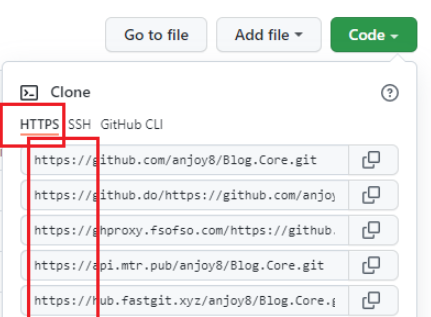 Go to file Add file Code
Clone
HTTPS SSH GitHub CLI
https://github.com/anjoy8/Blog.Core.git
https://github.do/https://github.com/anjoy
https://ghproxy.fsofso.com/https://github.
https://api.mtr.pub/anjoy8/Blog.Core.git
https://hub.fastgit.xyz/anjoy8/Blog.Core.g